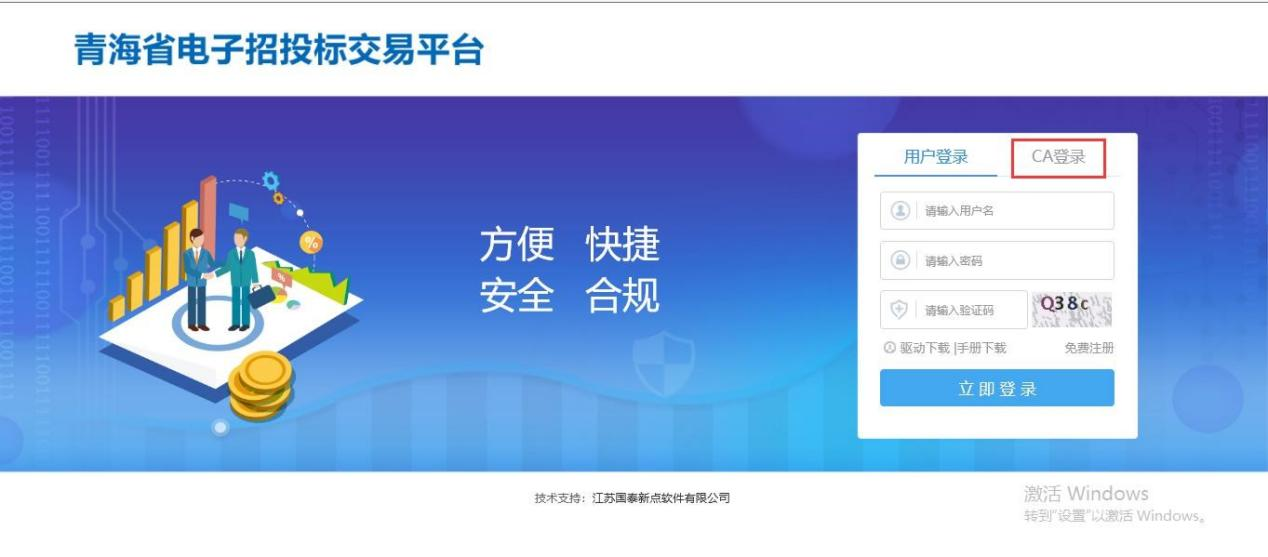 青海省电子招投标交易平台
用户登录 CA登录
请输入用户名
方便 快捷
请输入密码
安全 合规
请输入验证码 Q38c
驱动下载 |手册下载 免费注册
立即登录
技术支持：江苏国泰新点软件有限公司
激活 Windows
转到"设置"以激活 Windows。